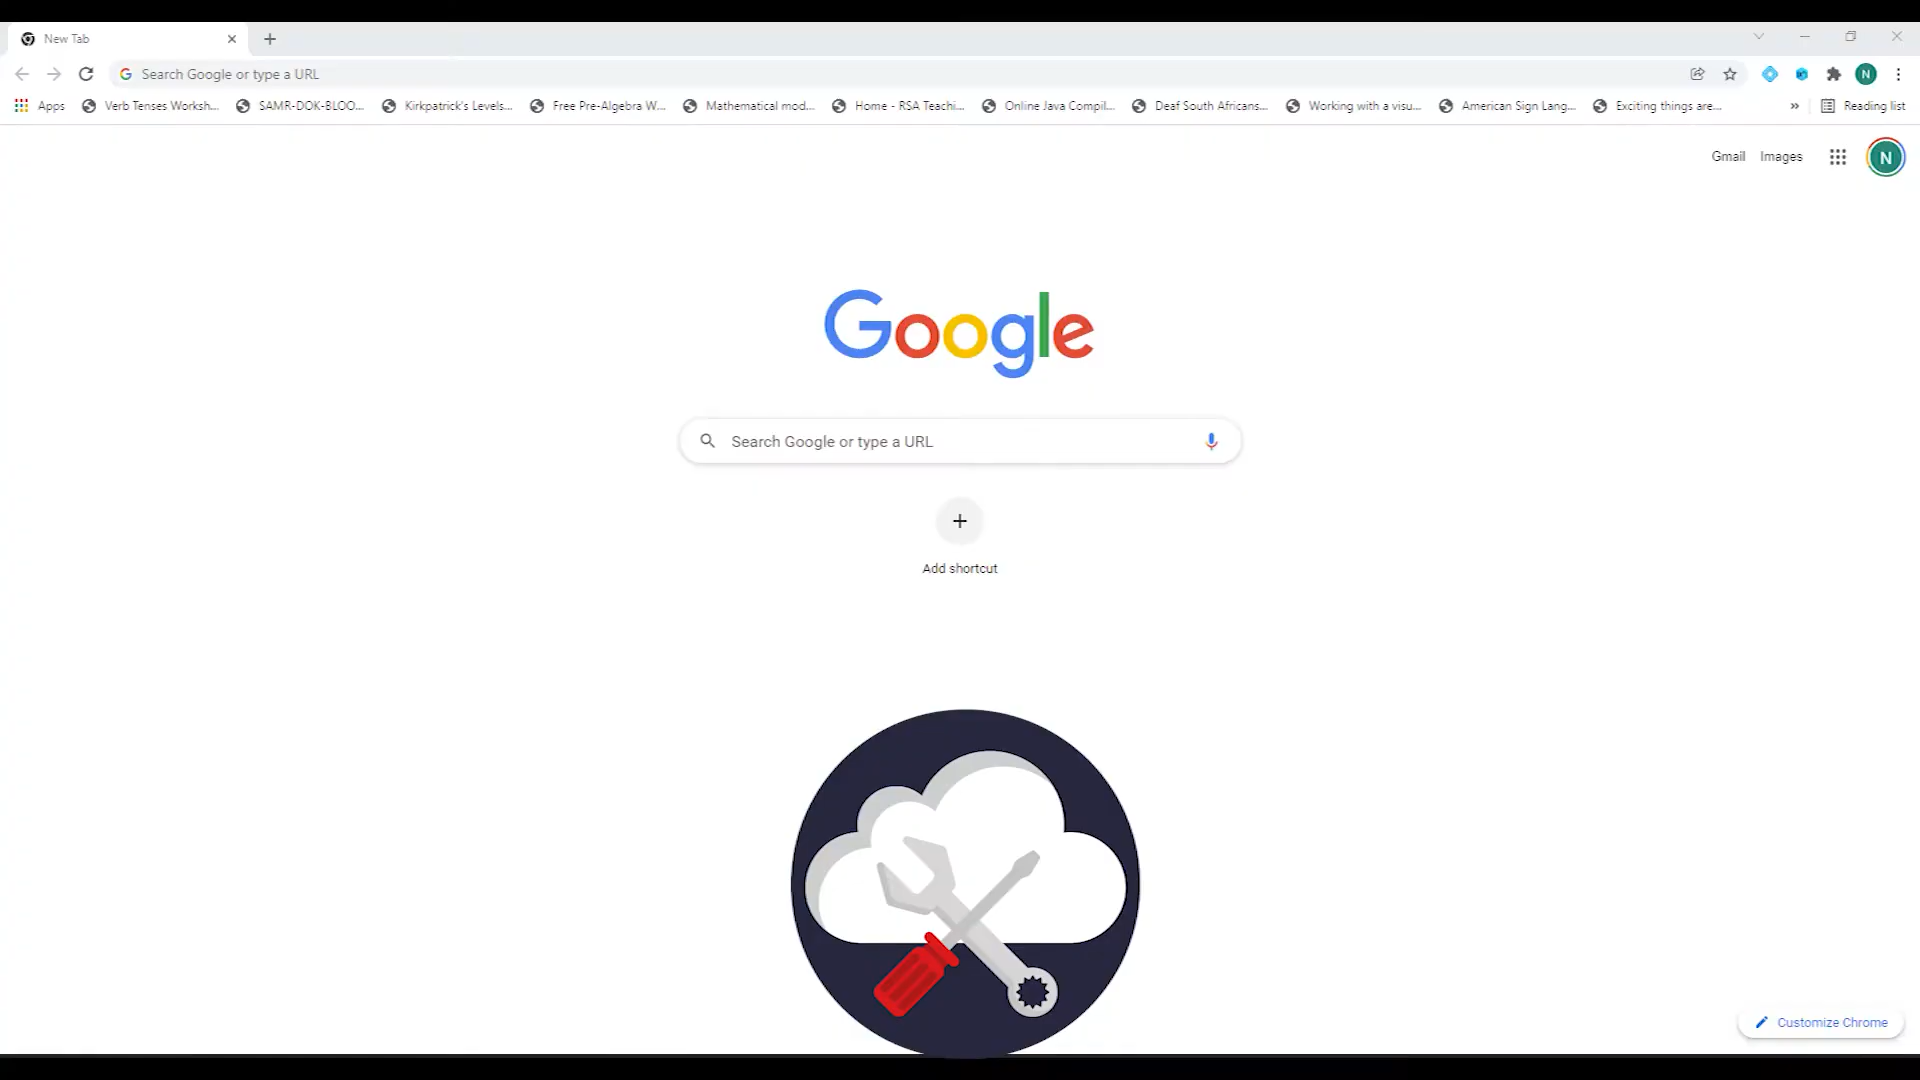 New Tab
Search Google or type a URL
Apps Verb Tenses Worksh... SAMR-DOK-BLOO... Kirkpatrick's Levels... Free Pre-Algebra W... Mathematical mod... Home - RSA Teachi... Online Java Compil... Deaf South Africans... Working with a visu... American Sign Lang... Exciting things are... » Reading list
Gmail Images N
Google
Search Google or type a URL
Add shortcut
Customize Chrome